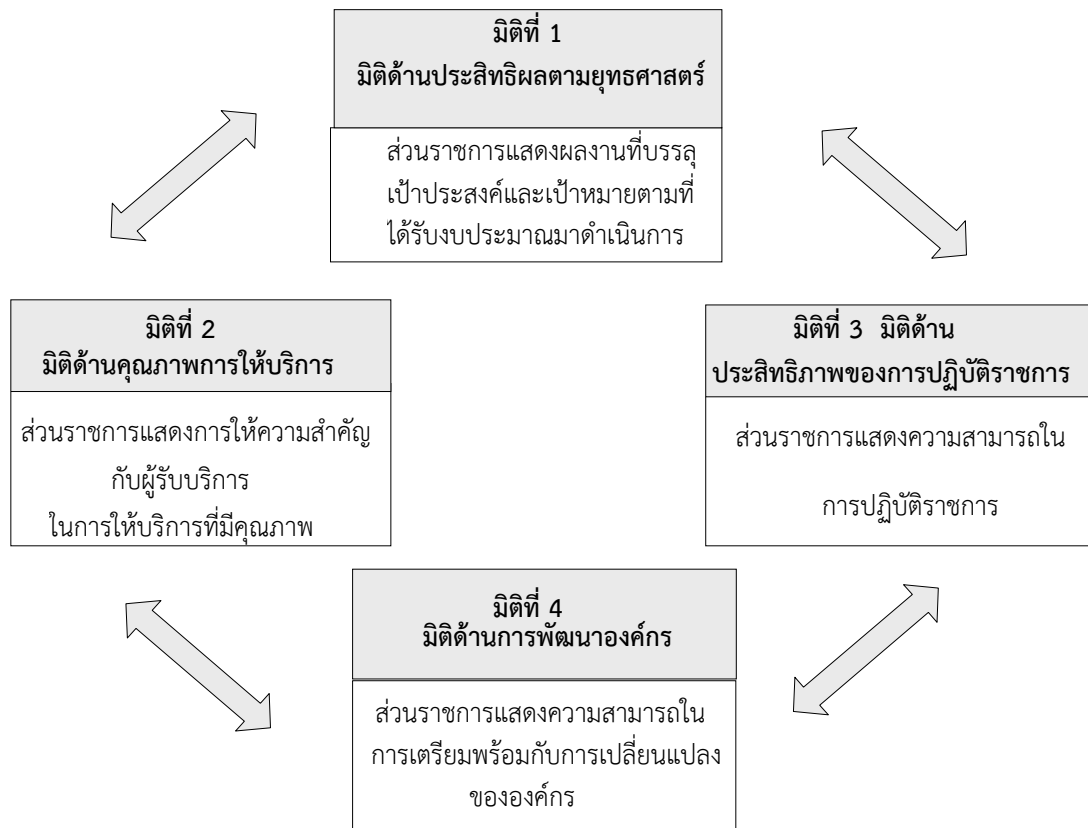 มิติที่ 1
มิติด้านประสิทธิผลตามยุทธศาสตร์
ส่วนราชการแสดงผลงานที่บรรลุ
เป้าประสงค์และเป้าหมายตามที่
ได้รับงบประมาณมาดำเนินการ
มิติที่ 2
มิติด้านคุณภาพการให้บริการ
ส่วนราชการแสดงการให้ความสำคัญ
กับผู้รับบริการ
ในการให้บริการที่มีคุณภาพ
มิติที่ 3 มิติด้าน
ประสิทธิภาพของการปฏิบัติราชการ
ส่วนราชการแสดงความสามารถใน
การปฏิบัติราชการ
มิติที่ 4
มิติด้านการพัฒนาองค์กร
ส่วนราชการแสดงความสามารถใน
การเตรียมพร้อมกับการเปลี่ยนแปลง
ขององค์กร